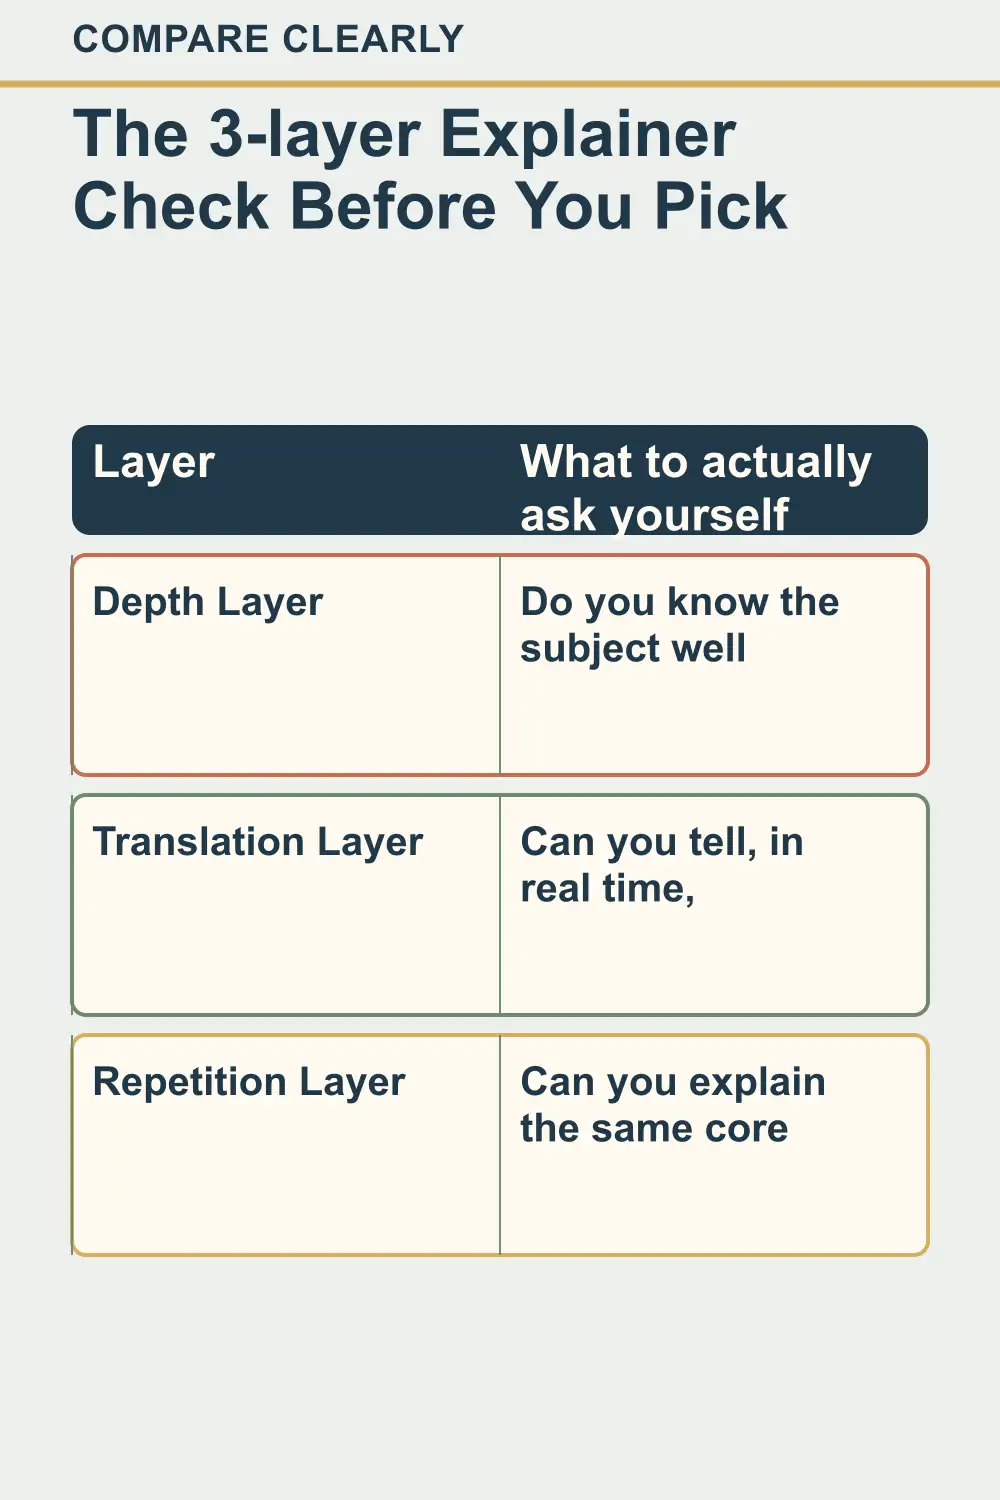 COMPARE CLEARLY
The 3-layer Explainer
Check Before You Pick
Layer
What to actually
ask yourself
Depth Layer
Do you know the
subject well
Translation Layer
Can you tell, in
real time,
Repetition Layer
Can you explain
the same core